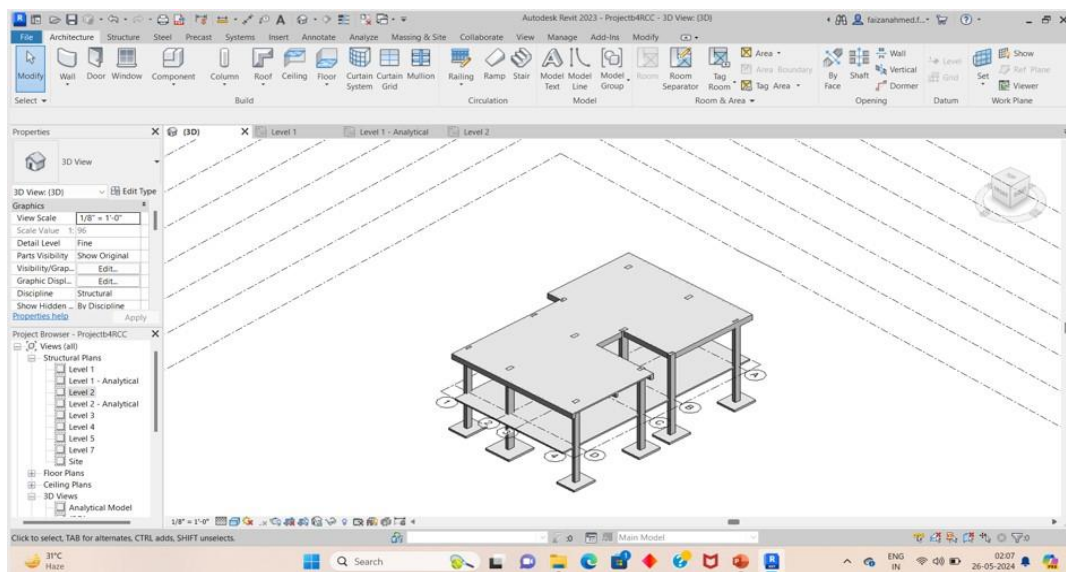 Autodesk Revit 2023 - Projectb4RCC - 3D View: {3D}
faizanahmed.f...
File Architecture Structure Steel Precast Systems Insert Annotate Analyze Massing & Site Collaborate View Manage Add-Ins Modify
Modify Wall Door Window Component Column Roof Ceiling Floor Curtain System Curtain Grid Mullion Railing Ramp Stair Model Text Model Line Model Group Room Room Separator Tag Room By Face Shaft Set
Area
Area Boundary
Tag Area
Wall
Vertical
Dormer
Level
Grid
Show
Ref Plane
Viewer
Select Build Circulation Model Room & Area Opening Datum Work Plane
Properties
(3D) Level 1 Level 1 - Analytical Level 2
3D View
3D View: {3D} Edit Type
Graphics
View Scale 1/8" = 1'-0"
Scale Value 1: 96
Detail Level Fine
Parts Visibility Show Original
Visibility/Grap... Edit...
Graphic Displ... Edit...
Discipline Structural
Show Hidden ... By Discipline
Properties help Apply
Project Browser - Projectb4RCC
Views (all)
Structural Plans
Level 1
Level 1 - Analytical
Level 2
Level 2 - Analytical
Level 3
Level 4
Level 5
Level 7
Site
Floor Plans
Ceiling Plans
3D Views
Analytical Model
A
B
C
D
1
4
1/8" = 1'-0"
Click to select, TAB for alternates, CTRL adds, SHIFT unselects.
:0 Main Model :0
31°C
Haze
Search
ENG
IN
02:07
26-05-2024